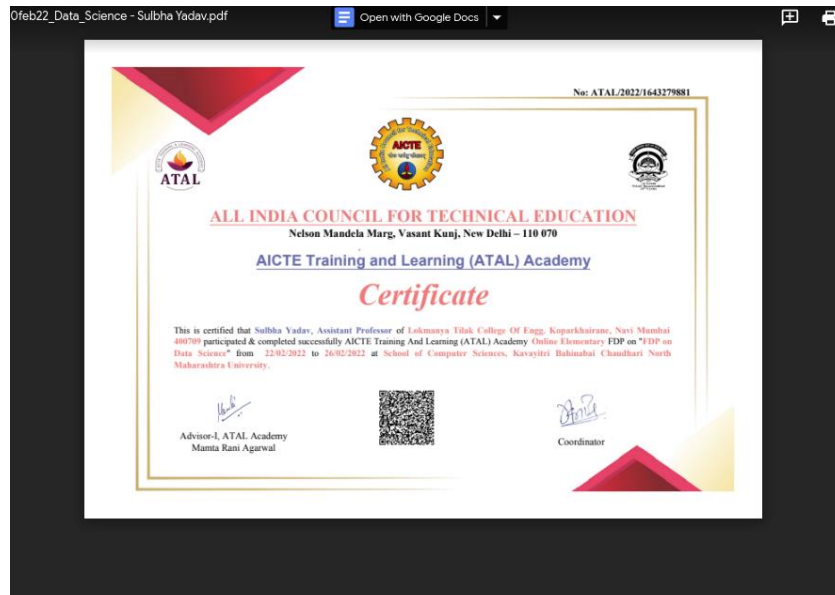 0feb22_Data_Science - Sulbha Yadav.pdf
Open with Google Docs
No: ATAL/2022/1643279881
ATAL
AICTE
ALL INDIA COUNCIL FOR TECHNICAL EDUCATION
Nelson Mandela Marg, Vasant Kunj, New Delhi – 110 070
AICTE Training and Learning (ATAL) Academy
Certificate
This is certified that Sulbha Yadav, Assistant Professor of Lokmanya Tilak College Of Engg. Koparkhairane, Navi Mumbai
400709 participated & completed successfully AICTE Training And Learning (ATAL) Academy Online Elementary FDP on "FDP on
Data Science" from 22/02/2022 to 26/02/2022 at School of Computer Sciences, Kavayitri Bahinabai Chaudhari North
Maharashtra University.
Advisor-I, ATAL Academy
Mamta Rani Agarwal
Coordinator